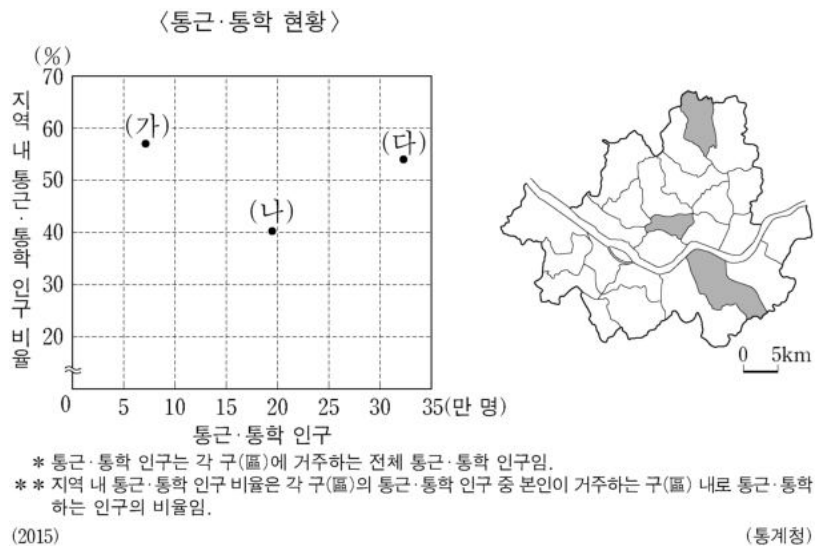 〈통근·통학 현황〉
(%)
70
60
50
40
30
20
0
5
10
15
20
25
30
35(만 명)
지역 내 통근·통학 인구 비율
통근·통학 인구
(가)
(나)
(다)
0 5km
* 통근·통학 인구는 각 구(區)에 거주하는 전체 통근·통학 인구임.
** 지역 내 통근·통학 인구 비율은 각 구(區)의 통근·통학 인구 중 본인이 거주하는 구(區) 내로 통근·통학
하는 인구의 비율임.
(2015)
(통계청)